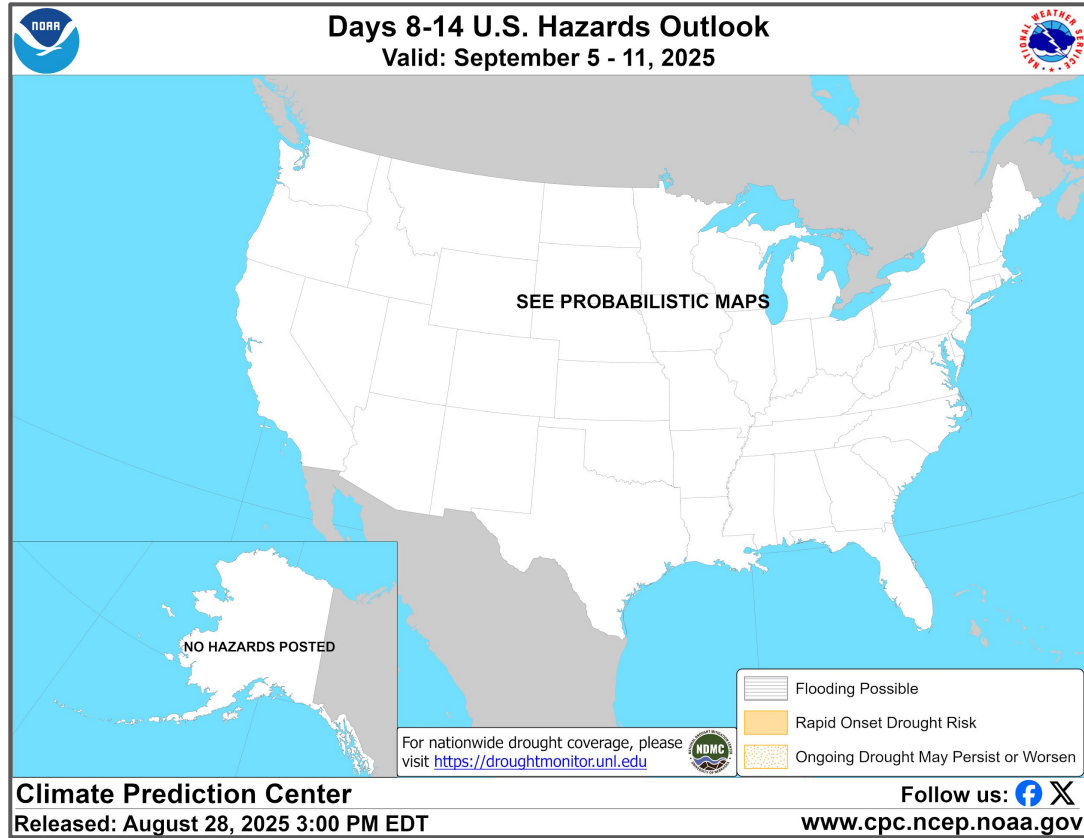 NOAA
Days 8-14 U.S. Hazards Outlook
Valid: September 5 - 11, 2025
NATIONAL WEATHER SERVICE
SEE PROBABILISTIC MAPS
NO HAZARDS POSTED
For nationwide drought coverage, please
visit https://droughtmonitor.unl.edu
NDMC
Flooding Possible
Rapid Onset Drought Risk
Ongoing Drought May Persist or Worsen
Climate Prediction Center
Follow us:
Released: August 28, 2025 3:00 PM EDT
www.cpc.ncep.noaa.gov